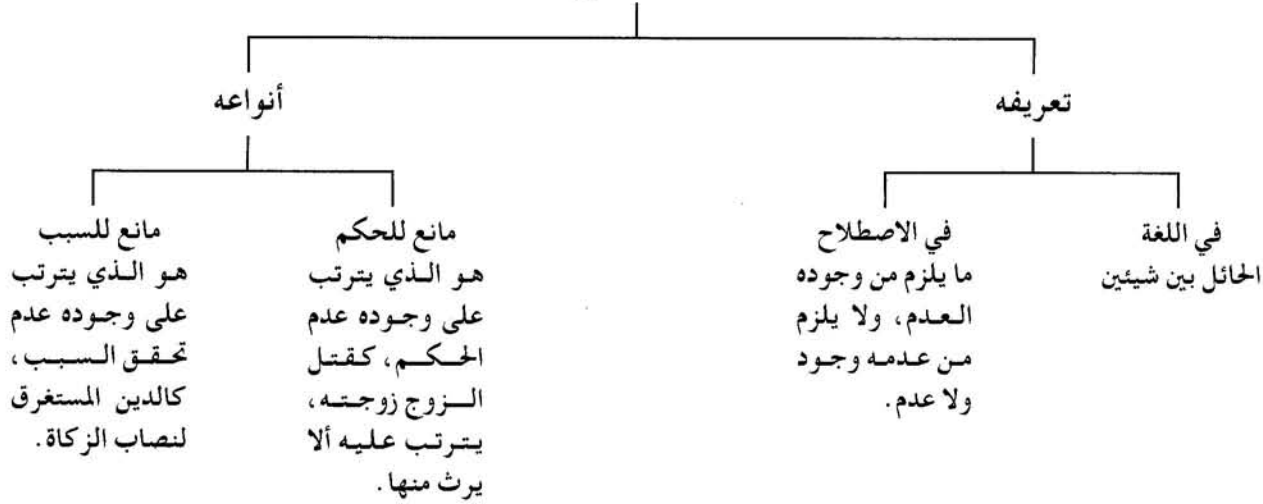 تعريفه
في اللغة
الحائل بين شيئين
في الاصطلاح
ما يلزم من وجوده
العدم، ولا يلزم
من عدمه وجود
ولا عدم.
أنواعه
مانع للحكم
هو الذي يترتب
على وجوده عدم
الحكم، كقتل
الزوج زوجته،
يترتب عليه ألا
يرث منها.
مانع للسبب
هو الذي يترتب
على وجوده عدم
تحقق السبب،
كالدين المستغرق
لنصاب الزكاة.